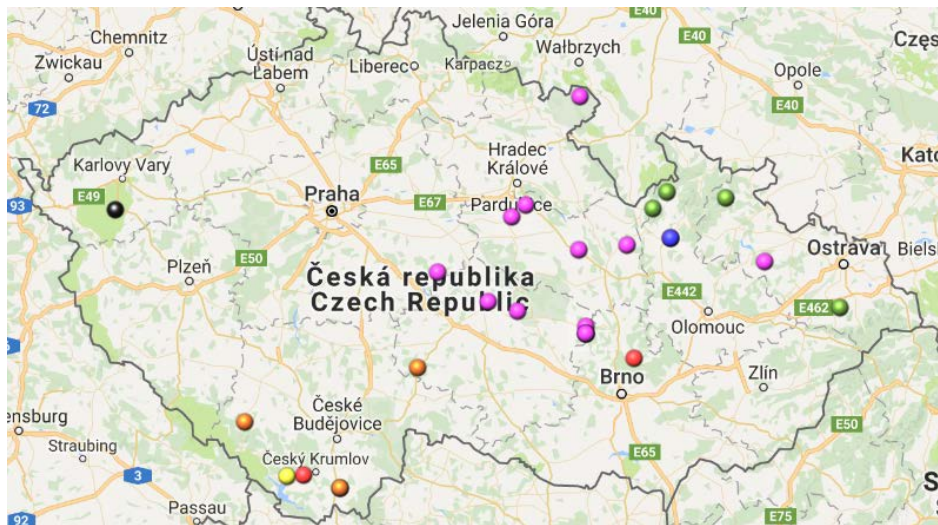 E40
Jelenia Góra
Chemnitz
E40
Częs
Zwickau
Ústí nad
Labem
Liberec
Karpacz
Wałbrzych
Opole
72
E40
Hradec
Králové
Karlovy Vary
E65
Kato
E49
Praha
E67
93
Pardubice
Plzeň
E50
Ostrava
Biels
Česká republika
Czech Republic
E442
E462
Olomouc
Brno
Zlín
České
Budějovice
ensburg
E50
Straubing
Český Krumlov
E65
3
Passau
92
E75
S